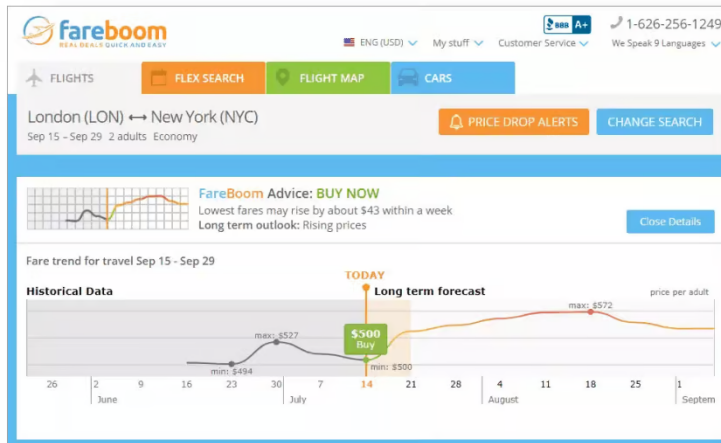 fareboom
REAL DEALS QUICK AND EASY
BBB A+
1-626-256-1249
ENG (USD) My stuff Customer Service We Speak 9 Languages
FLIGHTS FLEX SEARCH FLIGHT MAP CARS
London (LON) ↔ New York (NYC)
Sep 15 – Sep 29 2 adults Economy
PRICE DROP ALERTS CHANGE SEARCH
FareBoom Advice: BUY NOW
Lowest fares may rise by about $43 within a week
Long term outlook: Rising prices
Close Details
Fare trend for travel Sep 15 - Sep 29
TODAY
Historical Data Long term forecast price per adult
max: $572
max: $527
$500
Buy
min: $494
min: $500
26 2 9 16 23 30 7 14 21 28 4 11 18 25 1
June July August Septem